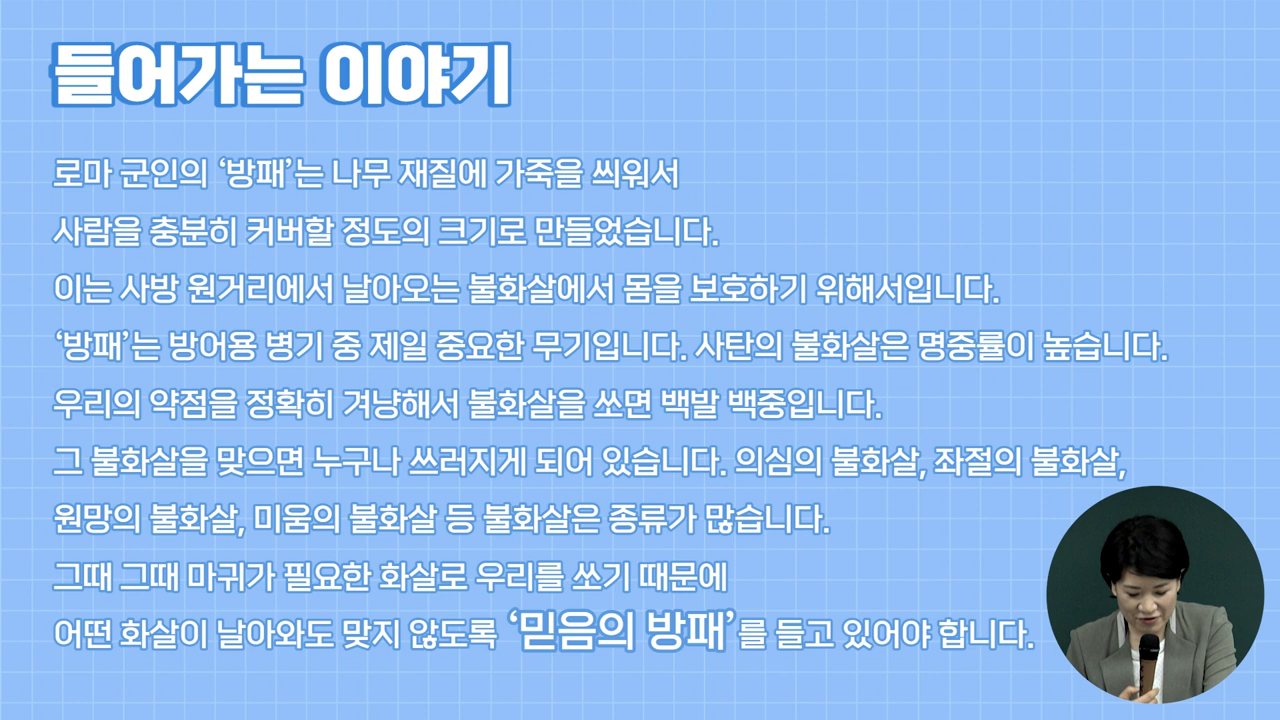 들어가는 이야기
로마 군인의 ‘방패’는 나무 재질에 가죽을 씌워서
사람을 충분히 커버할 정도의 크기로 만들었습니다.
이는 사방 원거리에서 날아오는 불화살에서 몸을 보호하기 위해서입니다.
‘방패’는 방어용 병기 중 제일 중요한 무기입니다. 사탄의 불화살은 명중률이 높습니다.
우리의 약점을 정확히 겨냥해서 불화살을 쏘면 백발 백중입니다.
그 불화살을 맞으면 누구나 쓰러지게 되어 있습니다. 의심의 불화살, 좌절의 불화살,
원망의 불화살, 미움의 불화살 등 불화살은 종류가 많습니다.
그때 그때 마귀가 필요한 화살로 우리를 쏘기 때문에
어떤 화살이 날아와도 맞지 않도록 ‘믿음의 방패’를 들고 있어야 합니다.